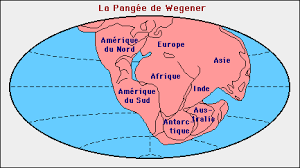 La Pangée de Wegener
Amérique
du Nord
Europe
Asie
Afrique
Amérique
du Sud
Inde
Aus-
tralie
Antarc-
tique